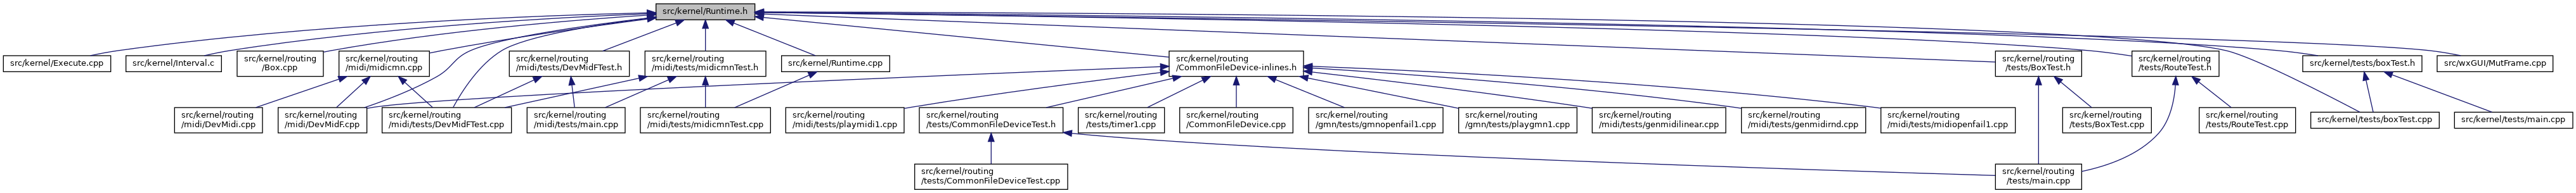 src/kernel/Runtime.h
src/kernel/Execute.cpp
src/kernel/Interval.c
src/kernel/routing
/Box.cpp
src/kernel/routing
/midi/midicmn.cpp
src/kernel/routing
/midi/tests/DevMidFTest.h
src/kernel/routing
/midi/tests/midicmnTest.h
src/kernel/Runtime.cpp
src/kernel/routing
/CommonFileDevice-inlines.h
src/kernel/routing
/tests/BoxTest.h
src/kernel/routing
/tests/RouteTest.h
src/kernel/tests/boxTest.h
src/wxGUI/MutFrame.cpp
src/kernel/routing
/midi/DevMidi.cpp
src/kernel/routing
/midi/DevMidF.cpp
src/kernel/routing
/midi/tests/DevMidFTest.cpp
src/kernel/routing
/midi/tests/main.cpp
src/kernel/routing
/midi/tests/midicmnTest.cpp
src/kernel/routing
/midi/tests/playmidi1.cpp
src/kernel/routing
/tests/CommonFileDeviceTest.h
src/kernel/routing
/tests/timer1.cpp
src/kernel/routing
/CommonFileDevice.cpp
src/kernel/routing
/gmn/tests/gmnopenfail1.cpp
src/kernel/routing
/gmn/tests/playgmn1.cpp
src/kernel/routing
/midi/tests/genmidilinear.cpp
src/kernel/routing
/midi/tests/genmidirnd.cpp
src/kernel/routing
/midi/tests/midiopenfail1.cpp
src/kernel/routing
/tests/BoxTest.cpp
src/kernel/routing
/tests/RouteTest.cpp
src/kernel/tests/boxTest.cpp
src/kernel/tests/main.cpp
src/kernel/routing
/tests/CommonFileDeviceTest.cpp
src/kernel/routing
/tests/main.cpp